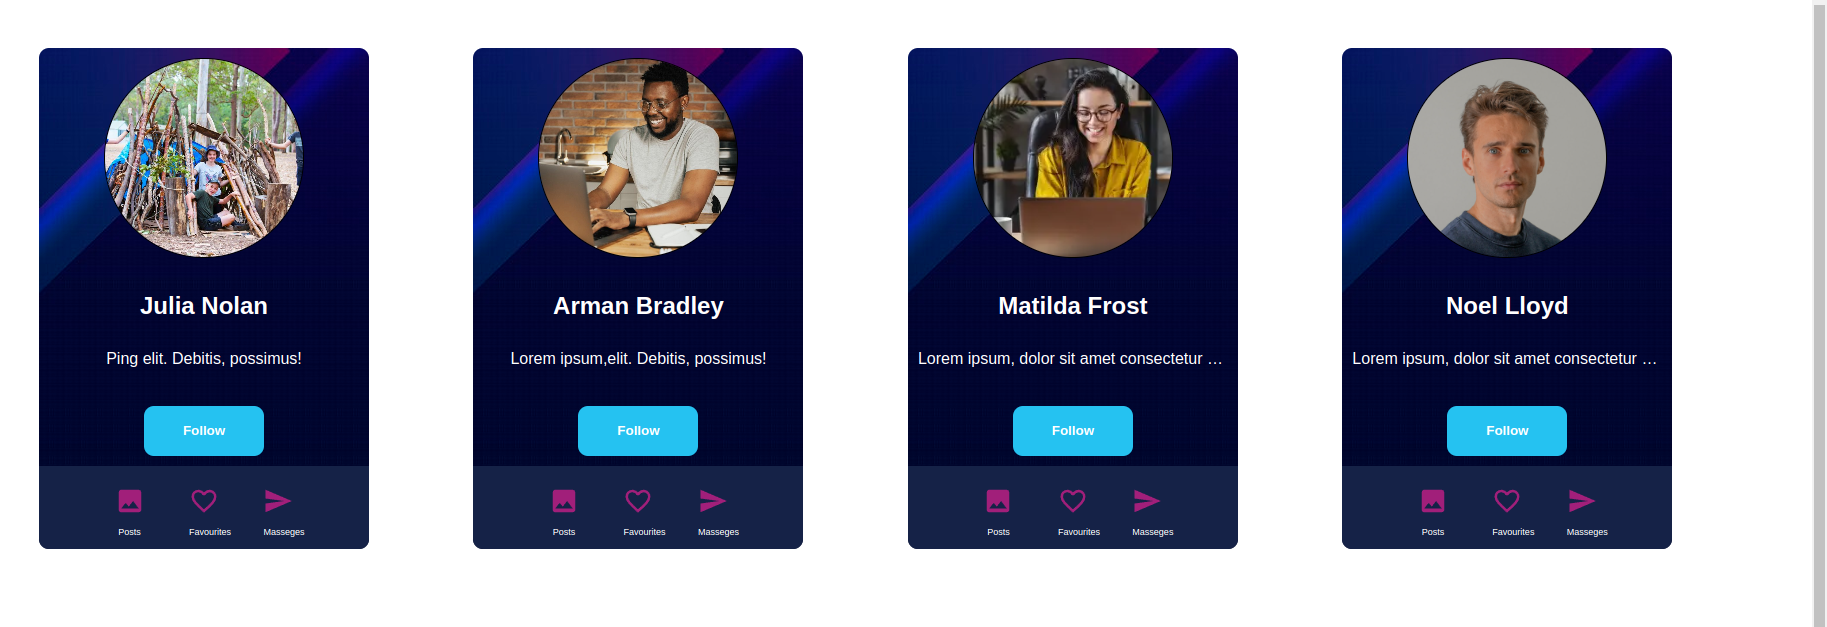 Julia Nolan
Ping elit. Debitis, possimus!
Follow
Posts Favourites Masseges
Arman Bradley
Lorem ipsum,elit. Debitis, possimus!
Follow
Posts Favourites Masseges
Matilda Frost
Lorem ipsum, dolor sit amet consectetur ...
Follow
Posts Favourites Masseges
Noel Lloyd
Lorem ipsum, dolor sit amet consectetur ...
Follow
Posts Favourites Masseges